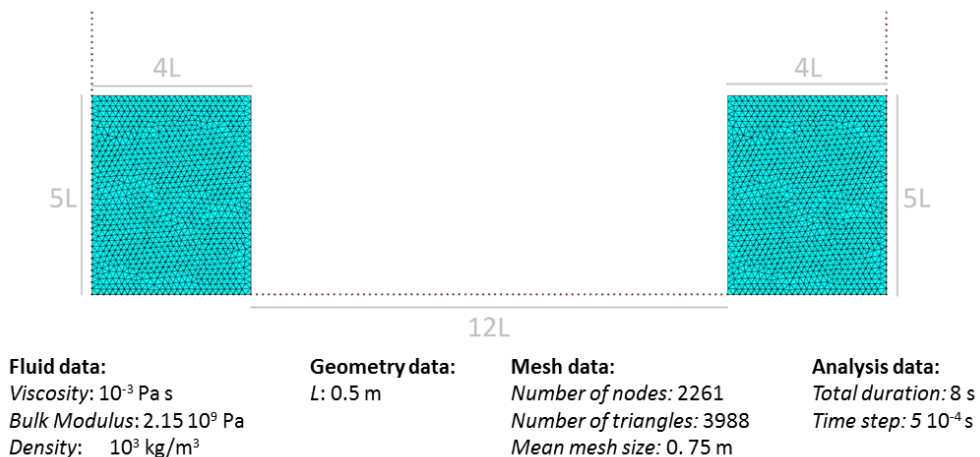 4L 4L
5L 5L
12L
Fluid data: Geometry data: Mesh data: Analysis data:
Viscosity: 10⁻³ Pa s L: 0.5 m Number of nodes: 2261 Total duration: 8 s
Bulk Modulus: 2.15 10⁹ Pa Number of triangles: 3988 Time step: 5 10⁻⁴ s
Density: 10³ kg/m³ Mean mesh size: 0. 75 m